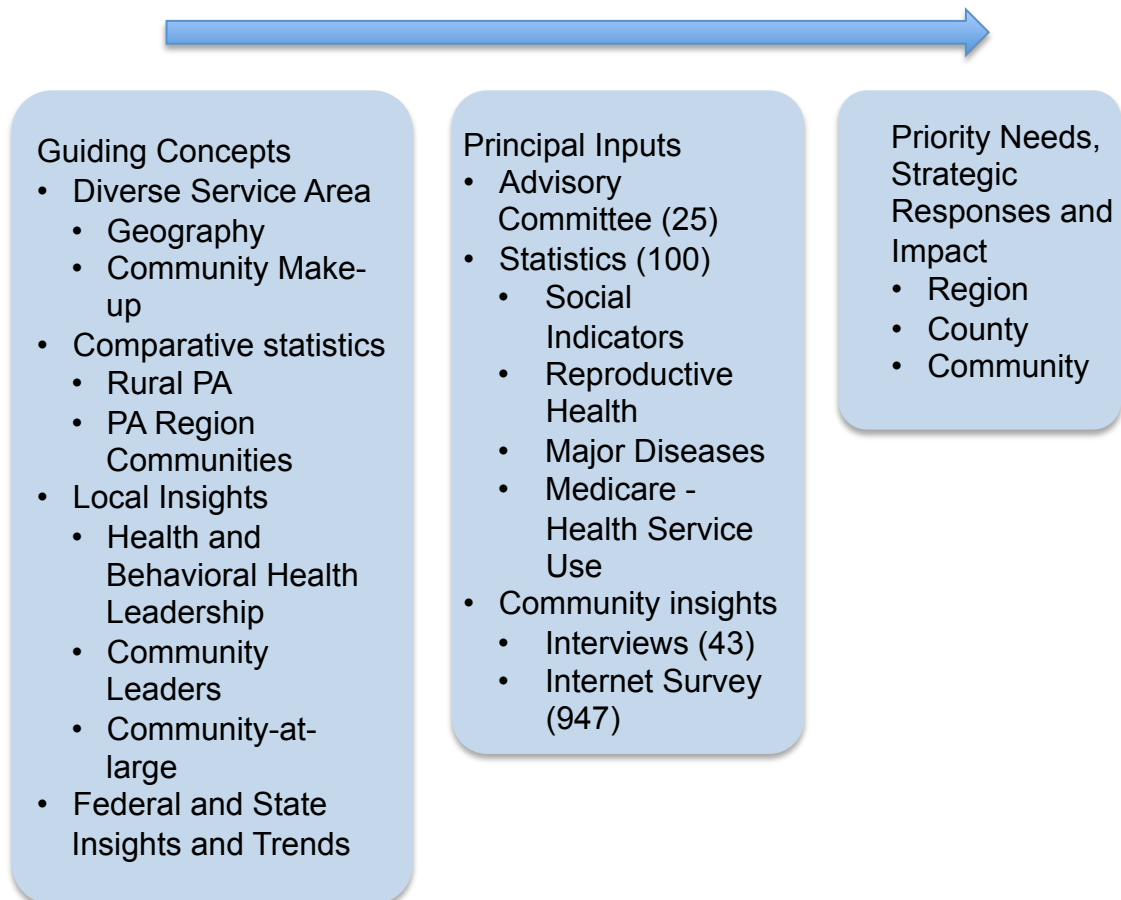 Guiding Concepts
• Diverse Service Area
• Geography
• Community Make-
up
• Comparative statistics
• Rural PA
• PA Region
Communities
• Local Insights
• Health and
Behavioral Health
Leadership
• Community
Leaders
• Community-at-
large
• Federal and State
Insights and Trends
Principal Inputs
• Advisory
Committee (25)
• Statistics (100)
• Social
Indicators
• Reproductive
Health
• Major Diseases
• Medicare -
Health Service
Use
• Community insights
• Interviews (43)
• Internet Survey
(947)
Priority Needs,
Strategic
Responses and
Impact
• Region
• County
• Community